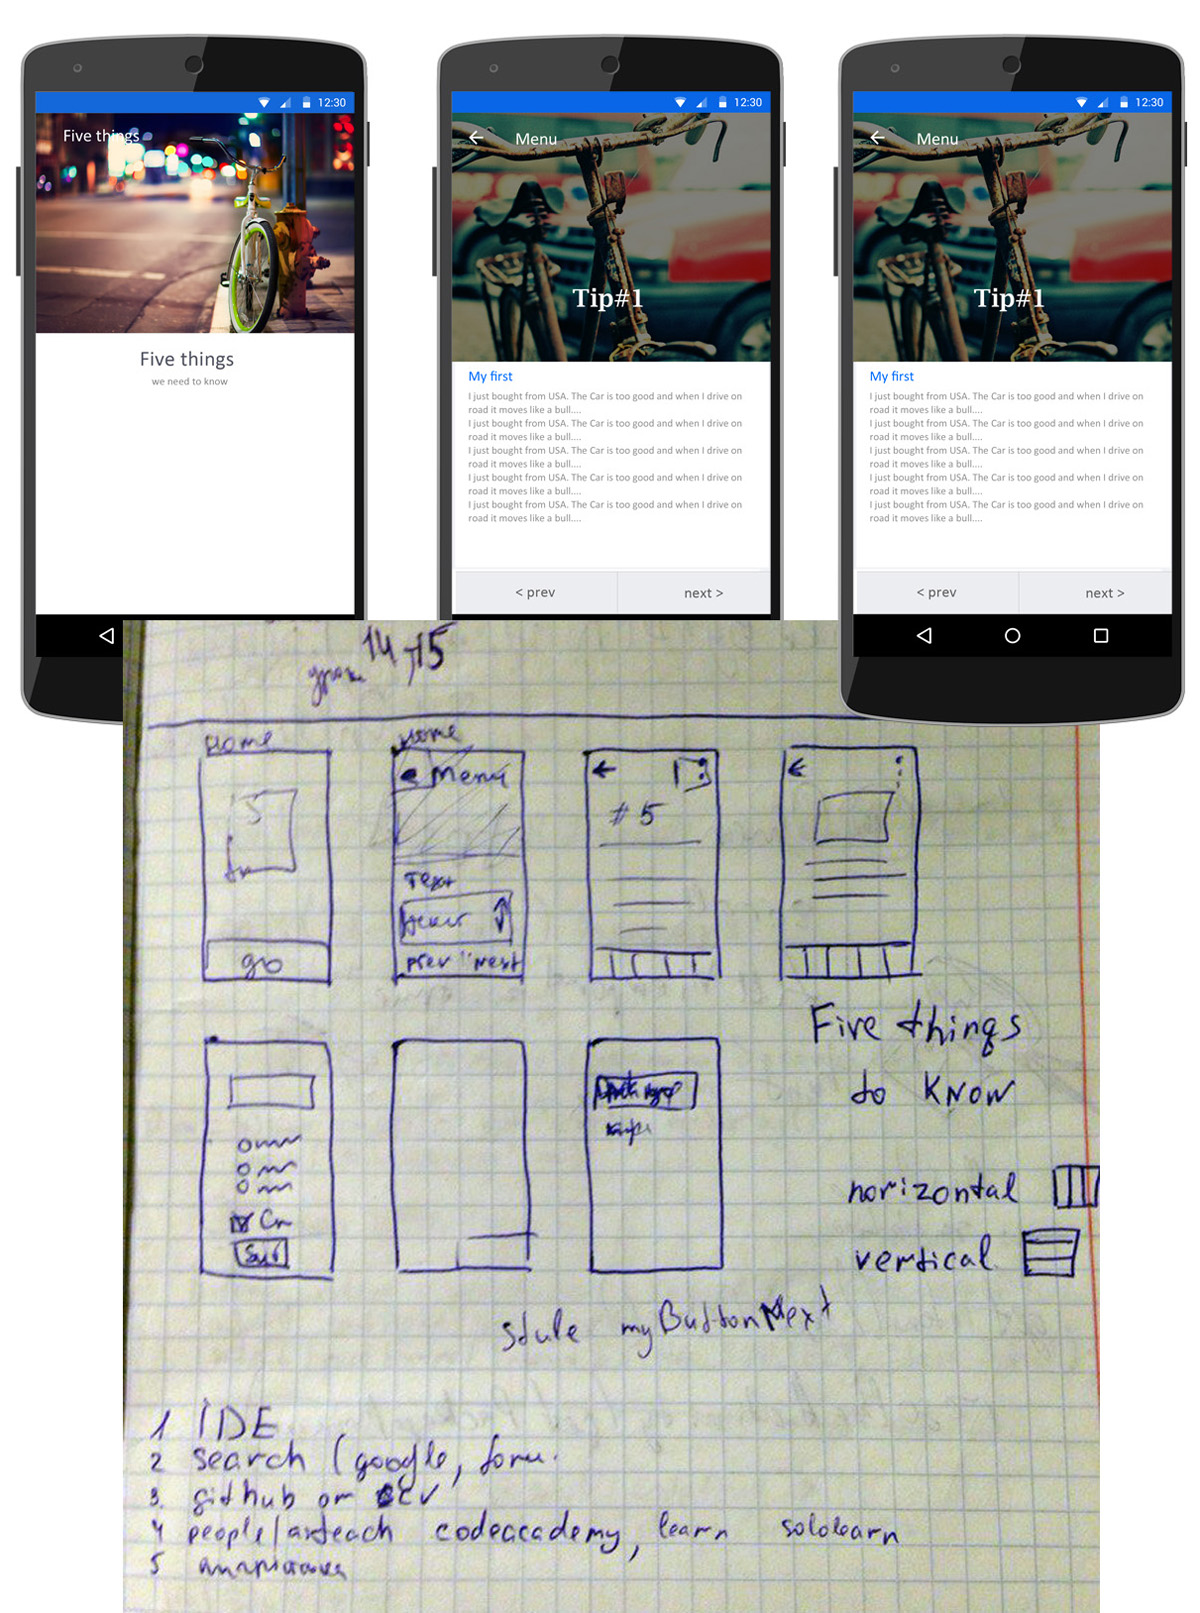 12:30
Five things
Five things
we need to know
12:30
Menu
Tip#1
My first
I just bought from USA. The Car is too good and when I drive on
road it moves like a bull....
I just bought from USA. The Car is too good and when I drive on
road it moves like a bull....
I just bought from USA. The Car is too good and when I drive on
road it moves like a bull....
I just bought from USA. The Car is too good and when I drive on
road it moves like a bull....
I just bought from USA. The Car is too good and when I drive on
road it moves like a bull....
< prev
next >
12:30
Menu
Tip#1
My first
I just bought from USA. The Car is too good and when I drive on
road it moves like a bull....
I just bought from USA. The Car is too good and when I drive on
road it moves like a bull....
I just bought from USA. The Car is too good and when I drive on
road it moves like a bull....
I just bought from USA. The Car is too good and when I drive on
road it moves like a bull....
I just bought from USA. The Car is too good and when I drive on
road it moves like a bull....
< prev
next >
14,15
Home
5
go
Home
Menu
Text
prev next
# 5
Five things
to know
horizontal
vertical
stule myButtonNext
1 IDE
2 search (google,
3. github or
4 people/ codeacademy, learn sololearn
5